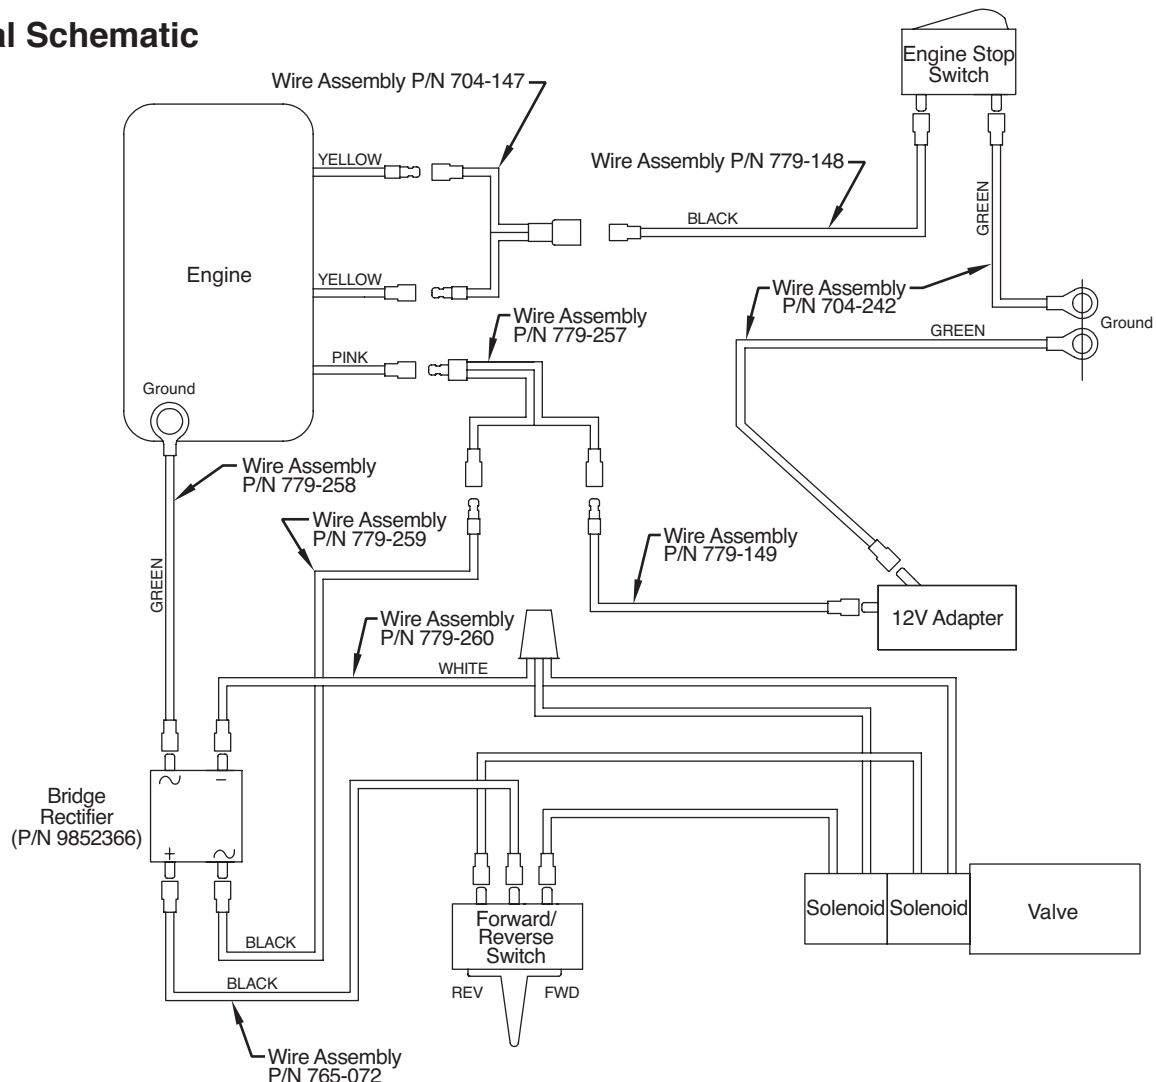 al Schematic
Engine Stop
Switch
Wire Assembly P/N 704-147
YELLOW
Wire Assembly P/N 779-148
BLACK
GREEN
Engine
YELLOW
Wire Assembly
P/N 704-242
Wire Assembly
P/N 779-257
GREEN
Ground
PINK
Ground
Wire Assembly
P/N 779-258
Wire Assembly
P/N 779-259
Wire Assembly
P/N 779-149
GREEN
12V Adapter
Wire Assembly
P/N 779-260
WHITE
Bridge
Rectifier
(P/N 9852366)
–
+
Solenoid
Solenoid
Valve
Forward/
Reverse
Switch
BLACK
BLACK
REV
FWD
Wire Assembly
P/N 765-072